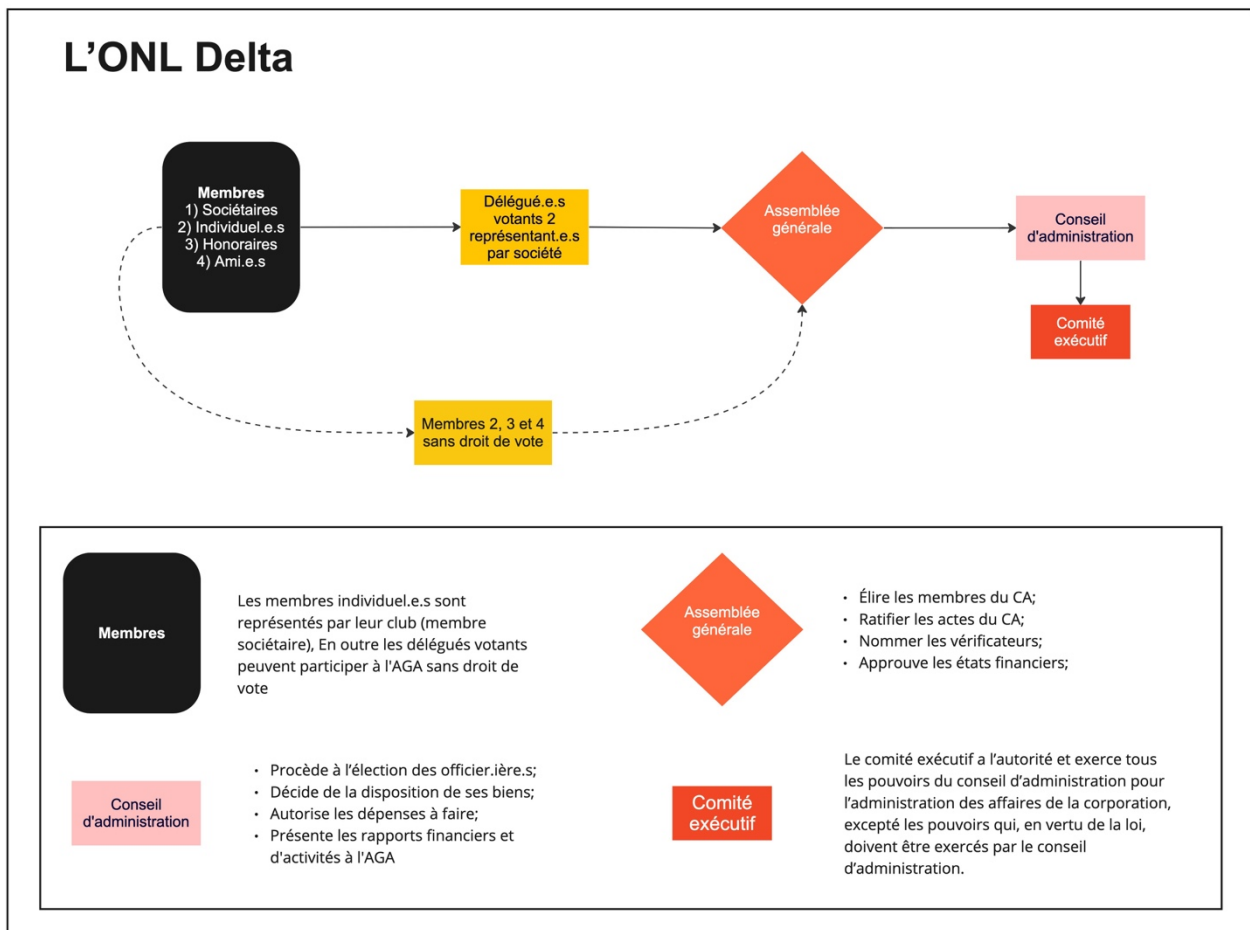 L'ONL Delta
Membres
1) Sociétaires
2) Individuel.e.s
3) Honoraires
4) Ami.e.s
Délégué.e.s
votants 2
représentant.e.s
par société
Assemblée
générale
Conseil
d'administration
Comité
exécutif
Membres 2, 3 et 4
sans droit de vote
Membres
Les membres individuel.e.s sont
représentés par leur club (membre
sociétaire), En outre les délégués votants
peuvent participer à l'AGA sans droit de
vote
Assemblée
générale
• Élire les membres du CA;
• Ratifier les actes du CA;
• Nommer les vérificateurs;
• Approuve les états financiers;
Conseil
d'administration
• Procède à l'élection des officier.ière.s;
• Décide de la disposition de ses biens;
• Autorise les dépenses à faire;
• Présente les rapports financiers et
d'activités à l'AGA
Comité
exécutif
Le comité exécutif a l'autorité et exerce tous
les pouvoirs du conseil d'administration pour
l'administration des affaires de la corporation,
excepté les pouvoirs qui, en vertu de la loi,
doivent être exercés par le conseil
d'administration.